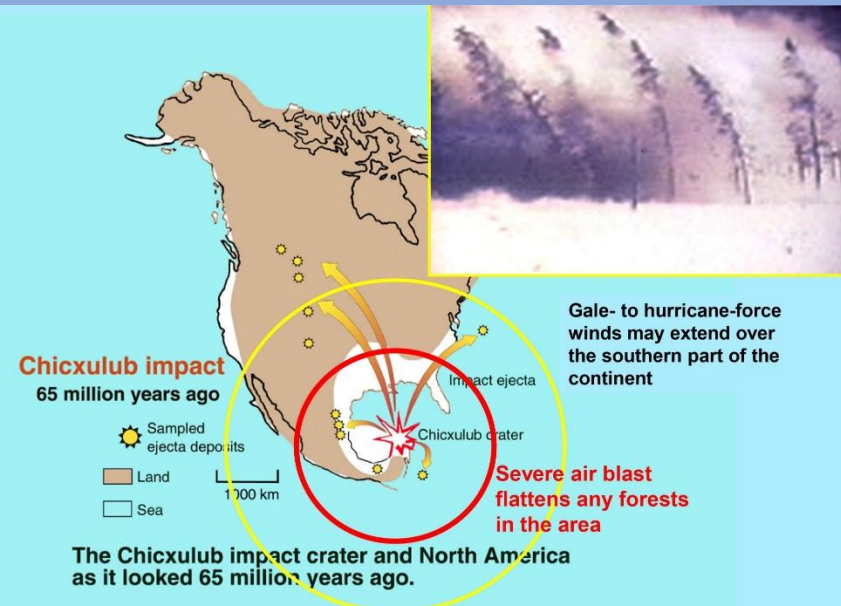 Gale- to hurricane-force
winds may extend over
the southern part of the
continent
Chicxulub impact
65 million years ago
Impact ejecta
Sampled
ejecta deposits
Chicxulub crater
Land
1000 km
Sea
Severe air blast
flattens any forests
in the area
The Chicxulub impact crater and North America
as it looked 65 million years ago.